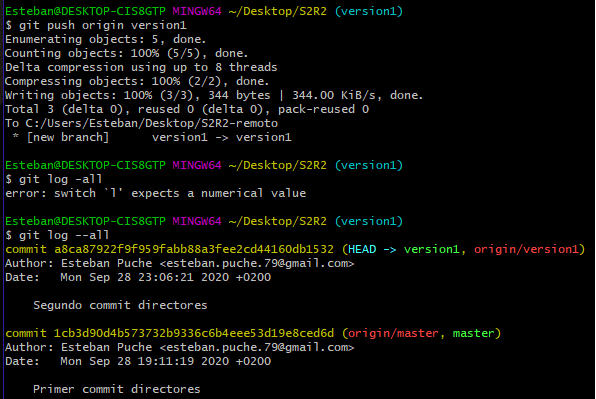 Esteban@DESKTOP-CIS8GTP MINGW64 ~/Desktop/S2R2 (version1)
$ git push origin version1
Enumerating objects: 5, done.
Counting objects: 100% (5/5), done.
Delta compression using up to 8 threads
Compressing objects: 100% (2/2), done.
Writing objects: 100% (3/3), 344 bytes | 344.00 KiB/s, done.
Total 3 (delta 0), reused 0 (delta 0), pack-reused 0
To C:/Users/Esteban/Desktop/S2R2-remoto
 * [new branch]      version1 -> version1
Esteban@DESKTOP-CIS8GTP MINGW64 ~/Desktop/S2R2 (version1)
$ git log -all
error: switch `l' expects a numerical value
Esteban@DESKTOP-CIS8GTP MINGW64 ~/Desktop/S2R2 (version1)
$ git log --all
commit a8ca87922f9f959fabb88a3fee2cd44160db1532 (HEAD -> version1, origin/version1)
Author: Esteban Puche <esteban.puche.79@gmail.com>
Date:   Mon Sep 28 23:06:21 2020 +0200
    Segundo commit directores
commit 1cb3d90d4b573732b9336c6b4eee53d19e8ced6d (origin/master, master)
Author: Esteban Puche <esteban.puche.79@gmail.com>
Date:   Mon Sep 28 19:11:19 2020 +0200
    Primer commit directores